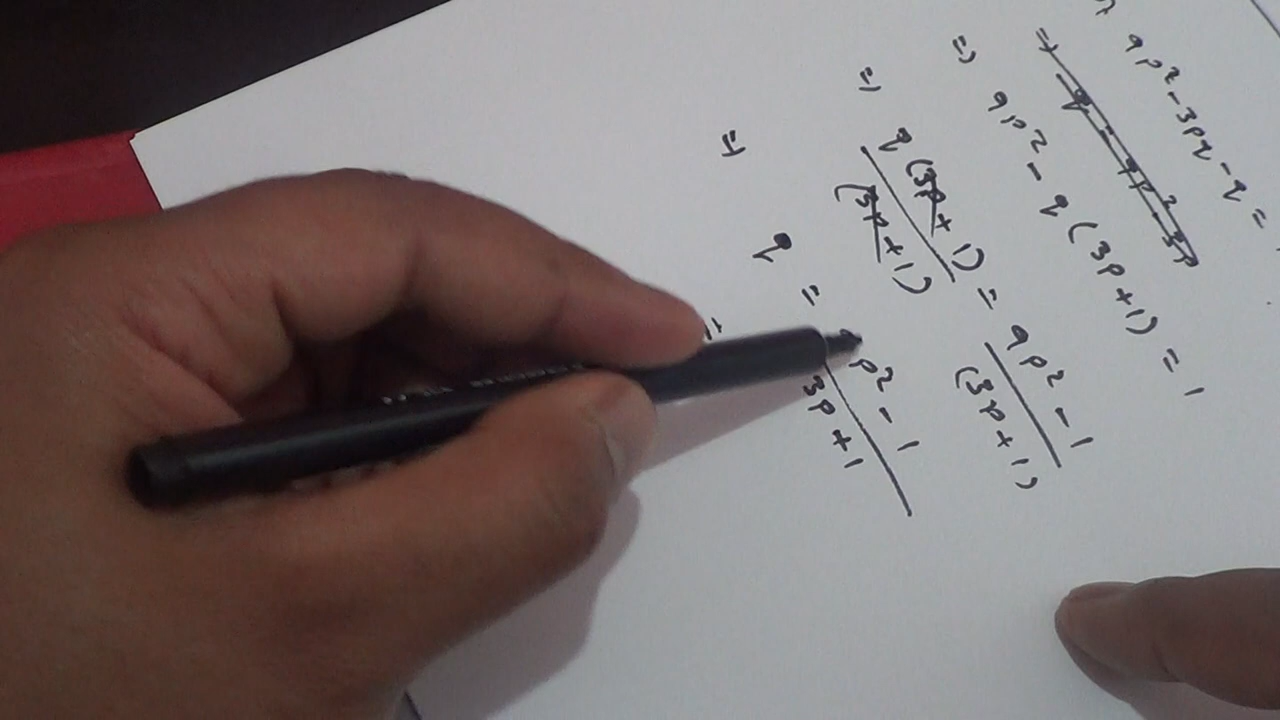 9p² - 3pq - q =
=> 9p² - q (3p+1) = 1
=> q (3p+1) / (3p+1) = 9p² - 1 / (3p+1)
=> q = 9p² - 1 / 3p + 1